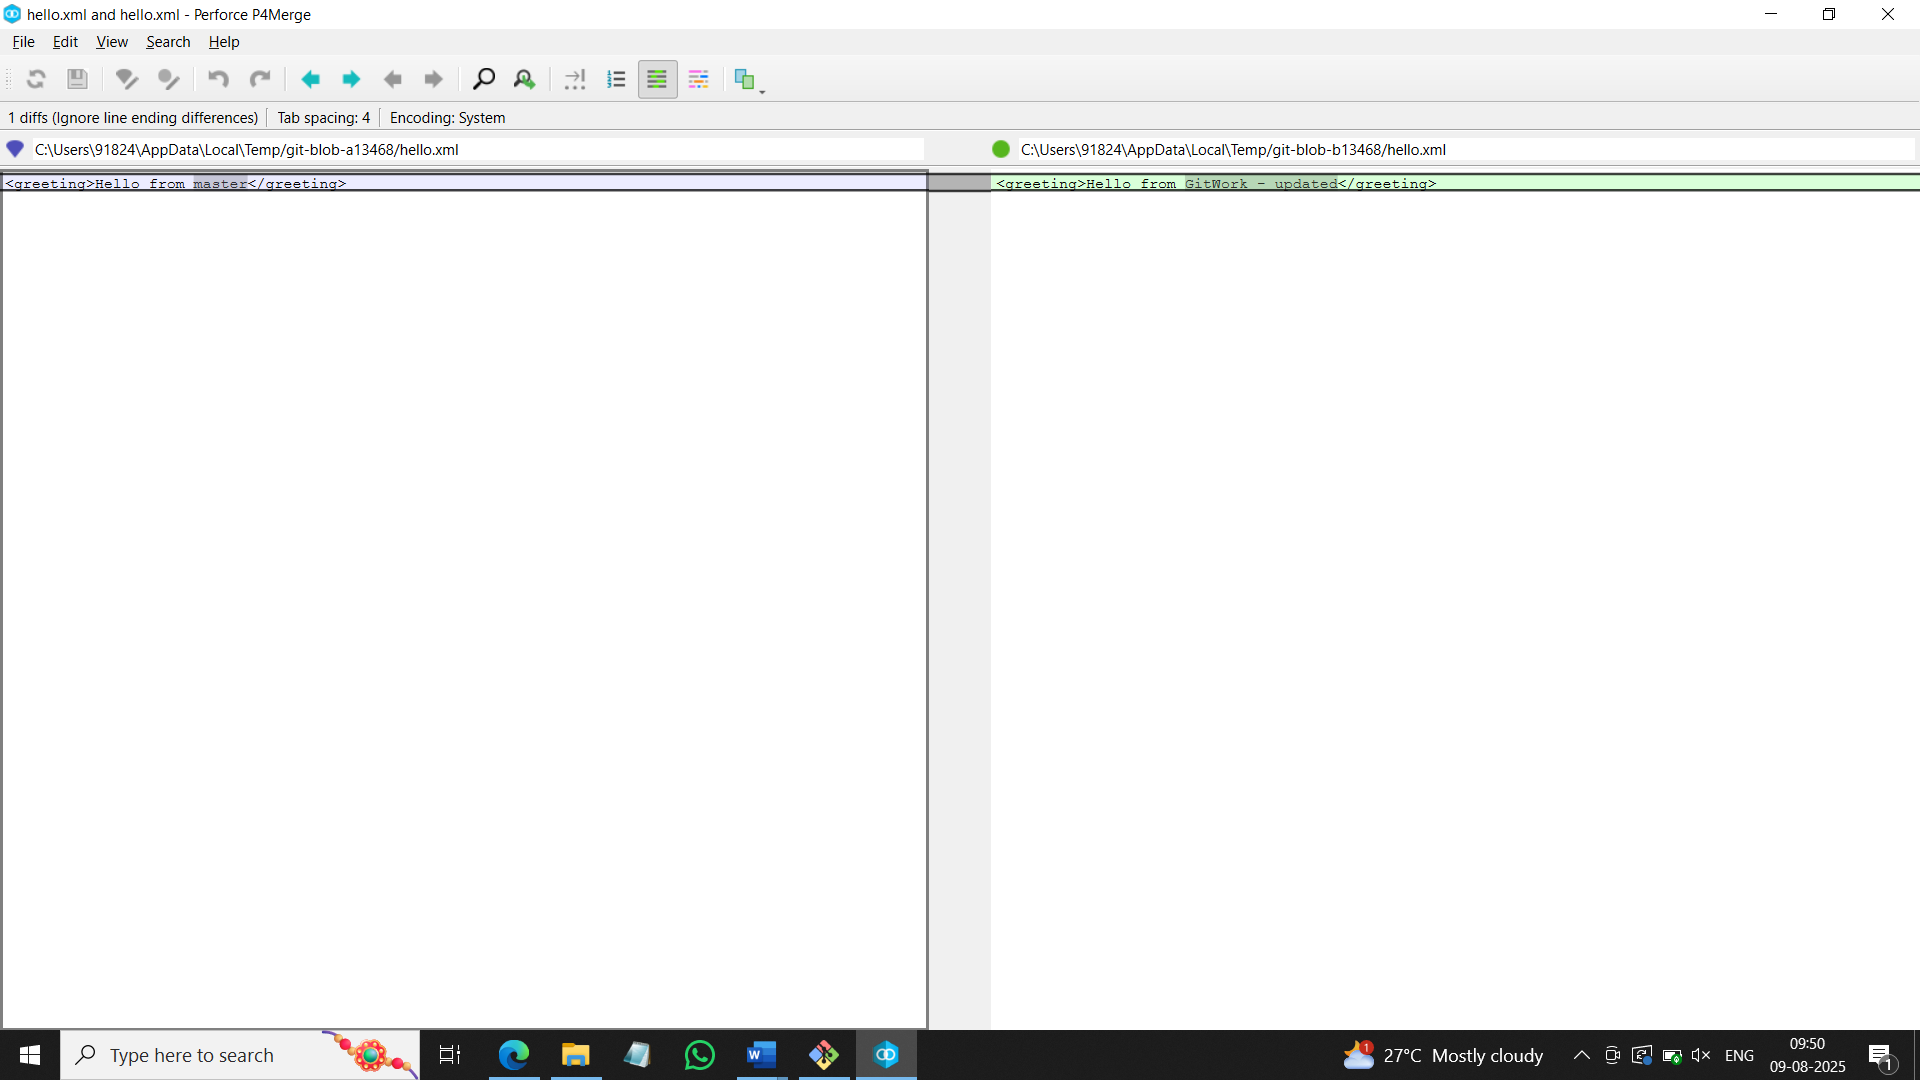 hello.xml and hello.xml - Perforce P4Merge
File Edit View Search Help
1 diffs (Ignore line ending differences) Tab spacing: 4 Encoding: System
C:\Users\91824\AppData\Local\Temp/git-blob-a13468/hello.xml C:\Users\91824\AppData\Local\Temp/git-blob-b13468/hello.xml
<greeting>Hello from master</greeting> <greeting>Hello from GitWork - updated</greeting>
Type here to search 1 27°C Mostly cloudy ENG 09:50
09-08-2025 1